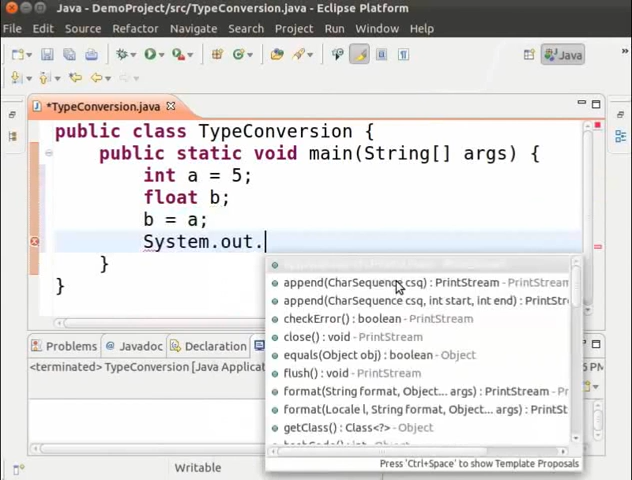 Java - DemoProject/src/TypeConversion.java - Eclipse Platform
File Edit Source Refactor Navigate Search Project Run Window Help
Java
*TypeConversion.java
public class TypeConversion {
public static void main(String[] args) {
int a = 5;
float b;
b = a;
System.out.
}
}
append(CharSequence csq) : PrintStream - PrintStream
append(CharSequence csq, int start, int end) : PrintStr
checkError() : boolean - PrintStream
close() : void - PrintStream
equals(Object obj) : boolean - Object
flush() : void - PrintStream
format(String format, Object... args) : PrintStream - P
format(Locale l, String format, Object... args) : PrintSt
getClass() : Class<?> - Object
Press 'Ctrl+Space' to show Template Proposals
Problems Javadoc Declaration
<terminated> TypeConversion [Java Applicat
Writable